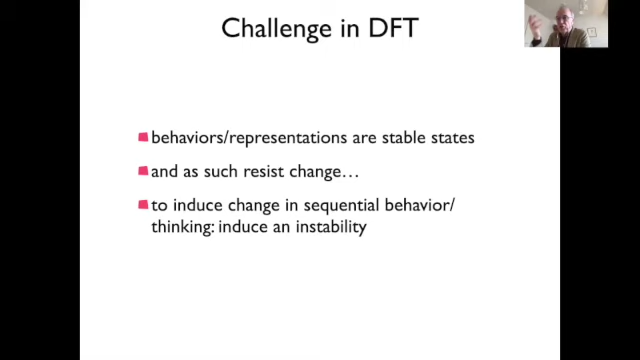 Challenge in DFT
behaviors/representations are stable states
and as such resist change…
to induce change in sequential behavior/
thinking: induce an instability